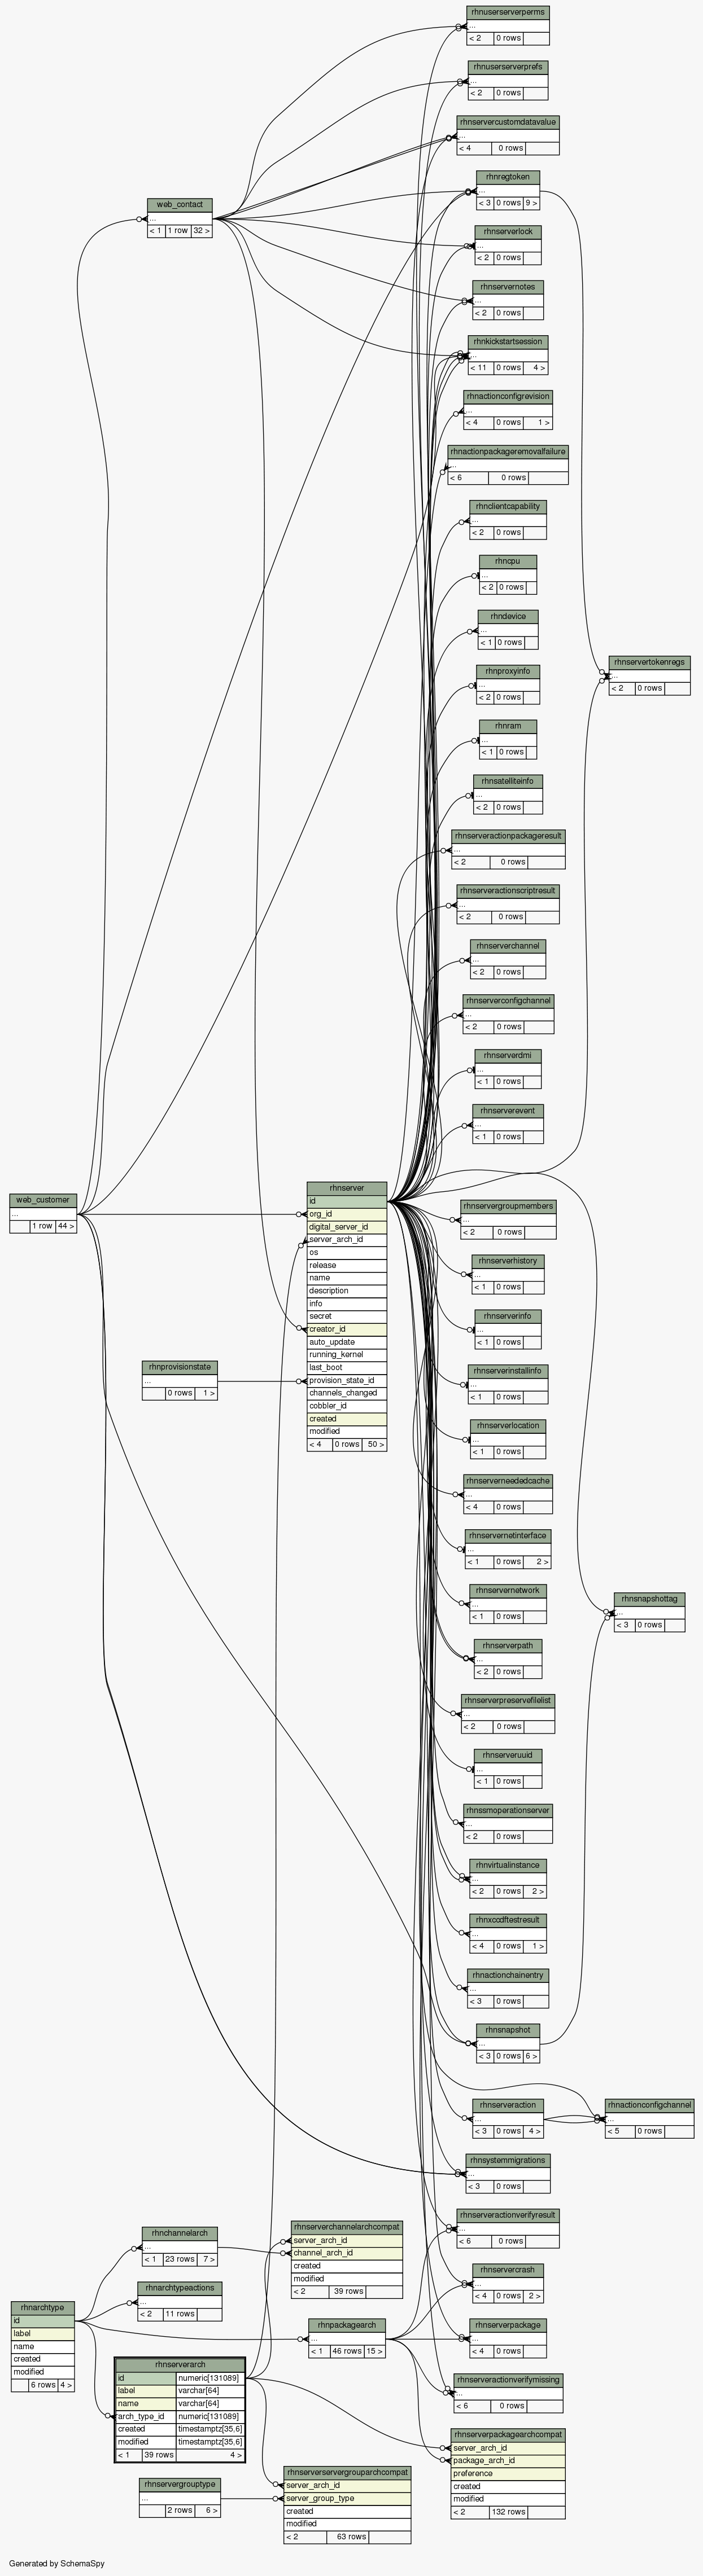 rhnuserserverperms
...
< 2 0 rows
rhnuserserverprefs
...
< 2 0 rows
rhnservercustomdatavalue
...
< 4 0 rows
rhnregtoken
...
< 3 0 rows 9 >
web_contact
...
< 1 1 row 32 >
rhnserverlock
...
< 2 0 rows
rhnservernotes
...
< 2 0 rows
rhnkickstartsession
...
< 11 0 rows 4 >
rhnactionconfigrevision
...
< 4 0 rows 1 >
rhnactionpackageremovalfailure
...
< 6 0 rows
rhnclientcapability
...
< 2 0 rows
rhncpu
...
< 2 0 rows
rhndevice
...
< 1 0 rows
rhnservertokenregs
...
< 2 0 rows
rhnproxyinfo
...
< 2 0 rows
rhnram
...
< 1 0 rows
rhnsatelliteinfo
...
< 2 0 rows
rhnserveractionpackageresult
...
< 2 0 rows
rhnserveractionscriptresult
...
< 2 0 rows
rhnserverchannel
...
< 2 0 rows
rhnserverconfigchannel
...
< 2 0 rows
rhnserverdmi
...
< 1 0 rows
rhnserverevent
...
< 1 0 rows
web_customer
...
1 row 44 >
rhnserver
id
org_id
digital_server_id
server_arch_id
os
release
name
description
info
secret
creator_id
auto_update
running_kernel
last_boot
provision_state_id
channels_changed
cobbler_id
created
modified
< 4 0 rows 50 >
rhnprovisionstate
...
0 rows 1 >
rhnservergroupmembers
...
< 2 0 rows
rhnserverhistory
...
< 1 0 rows
rhnserverinfo
...
< 1 0 rows
rhnserverinstallinfo
...
< 1 0 rows
rhnserverlocation
...
< 1 0 rows
rhnserverneededcache
...
< 4 0 rows
rhnservernetinterface
...
< 1 0 rows 2 >
rhnservernetwork
...
< 1 0 rows
rhnsnapshottag
...
< 3 0 rows
rhnserverpath
...
< 2 0 rows
rhnserverpreservefilelist
...
< 2 0 rows
rhnserveruuid
...
< 1 0 rows
rhnssmoperationserver
...
< 2 0 rows
rhnvirtualinstance
...
< 2 0 rows 2 >
rhnxccdftestresult
...
< 4 0 rows 1 >
rhnactionchainentry
...
< 3 0 rows
rhnsnapshot
...
< 3 0 rows 6 >
rhnserveraction
...
< 3 0 rows 4 >
rhnactionconfigchannel
...
< 5 0 rows
rhnsystemmigrations
...
< 3 0 rows
rhnserveractionverifyresult
...
< 6 0 rows
rhnservercrash
...
< 4 0 rows 2 >
rhnserverpackage
...
< 4 0 rows
rhnserveractionverifymissing
...
< 6 0 rows
rhnchannelarch
...
< 1 23 rows 7 >
rhnserverchannelarchcompat
server_arch_id
channel_arch_id
created
modified
< 2 39 rows
rhnarchtypeactions
...
< 2 11 rows
rhnarchtype
id
label
name
created
modified
6 rows 4 >
rhnpackagearch
...
< 1 46 rows 15 >
rhnserverarch
id numeric[131089]
label varchar[64]
name varchar[64]
arch_type_id numeric[131089]
created timestamptz[35,6]
modified timestamptz[35,6]
< 1 39 rows 4 >
rhnserverpackagearchcompat
server_arch_id
package_arch_id
preference
created
modified
< 2 132 rows
rhnservergrouptype
...
2 rows 6 >
rhnserverservergrouparchcompat
server_arch_id
server_group_type
created
modified
< 2 63 rows
Generated by SchemaSpy